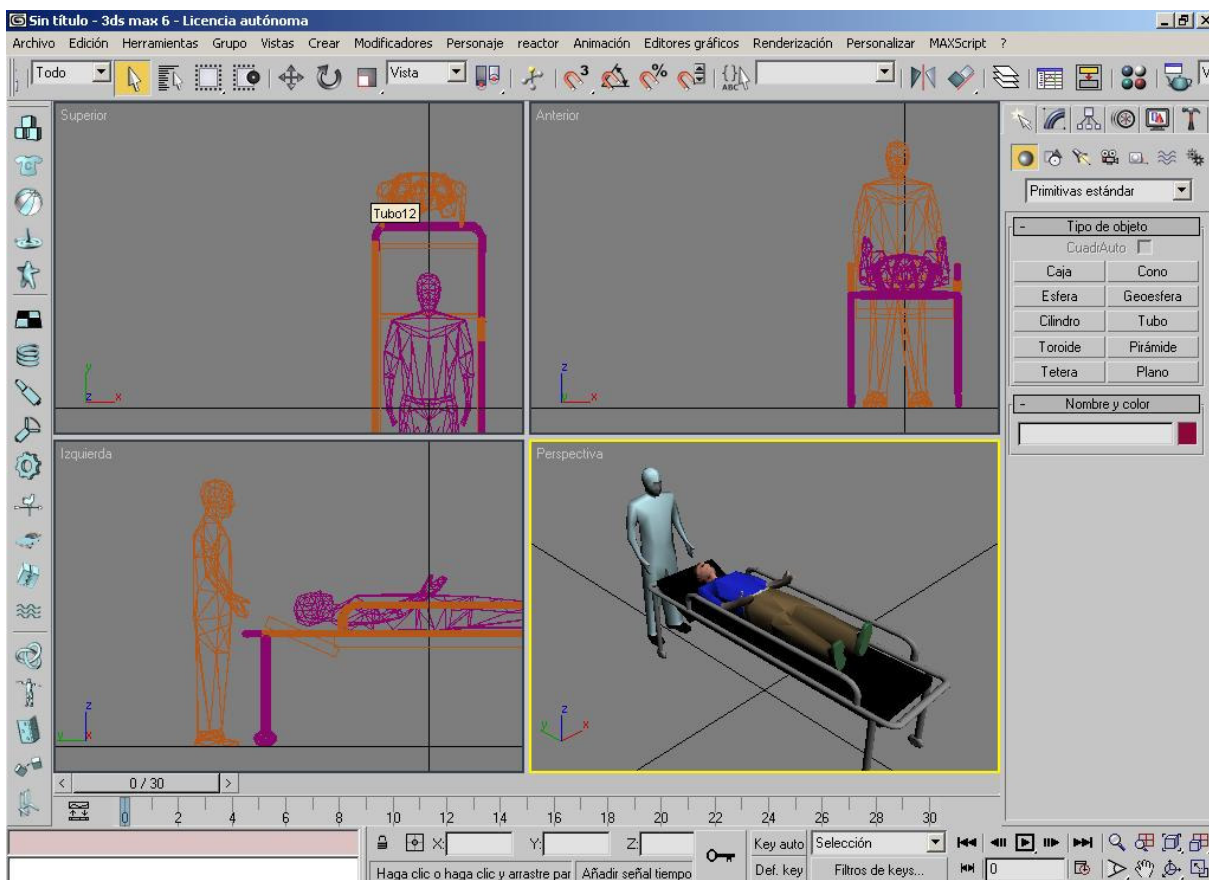 Sin título - 3ds max 6 - Licencia autónoma
Archivo Edición Herramientas Grupo Vistas Crear Modificadores Personaje reactor Animación Editores gráficos Renderización Personalizar MAXScript ?
Todo Vista
Superior
Anterior
Tubo12
Primitivas estándar
- Tipo de objeto
CuadrAuto
Caja Cono
Esfera Geoesfera
Cilindro Tubo
Toroide Pirámide
Tetera Plano
- Nombre y color
Izquierda
Perspectiva
0 / 30
0 2 4 6 8 10 12 14 16 18 20 22 24 26 28 30
X: Y: Z: Key auto Selección
Haga clic o haga clic y arrastre par Añadir señal tiempo Def. key Filtros de keys... 0